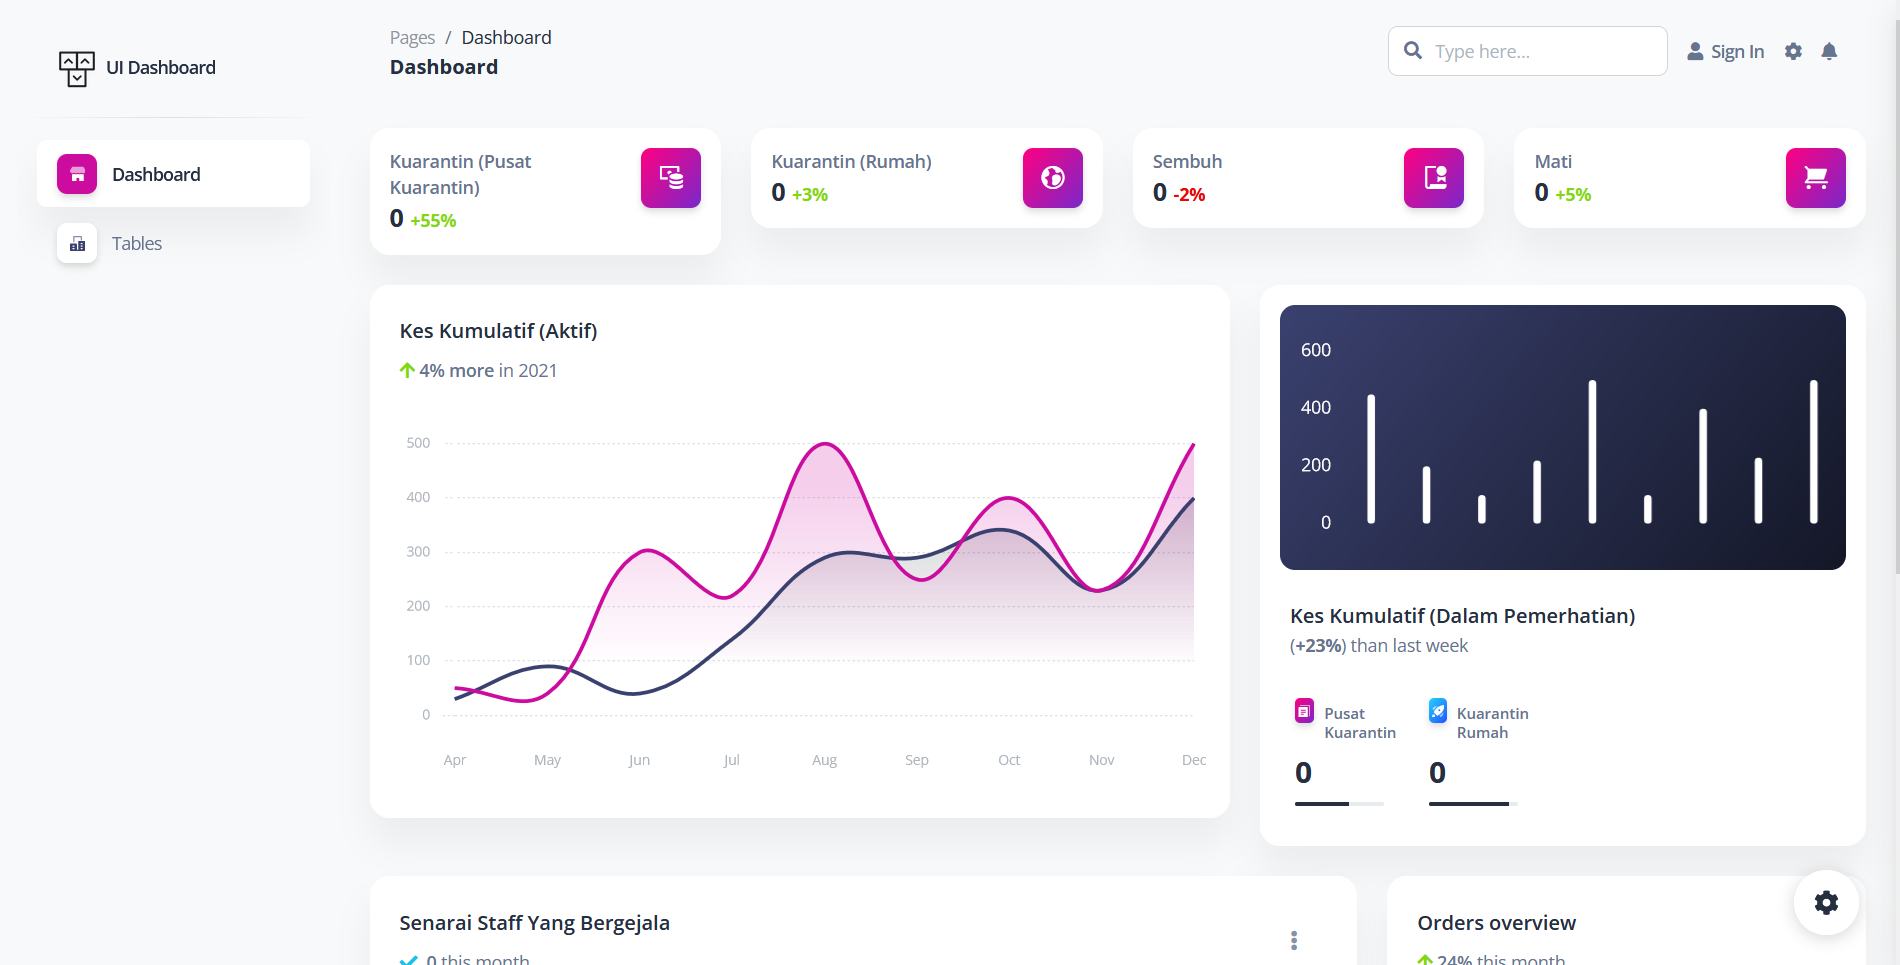 UI Dashboard
Dashboard
Tables
Pages / Dashboard
Dashboard
Type here...
Sign In
Kuarantin (Pusat
Kuarantin)
0 +55%
Kuarantin (Rumah)
0 +3%
Sembuh
0 -2%
Mati
0 +5%
Kes Kumulatif (Aktif)
4% more in 2021
500
400
300
200
100
0
Apr May Jun Jul Aug Sep Oct Nov Dec
600
400
200
0
Kes Kumulatif (Dalam Pemerhatian)
(+23%) than last week
Pusat
Kuarantin
0
Kuarantin
Rumah
0
Senarai Staff Yang Bergejala
0 this month
Orders overview
24% this month